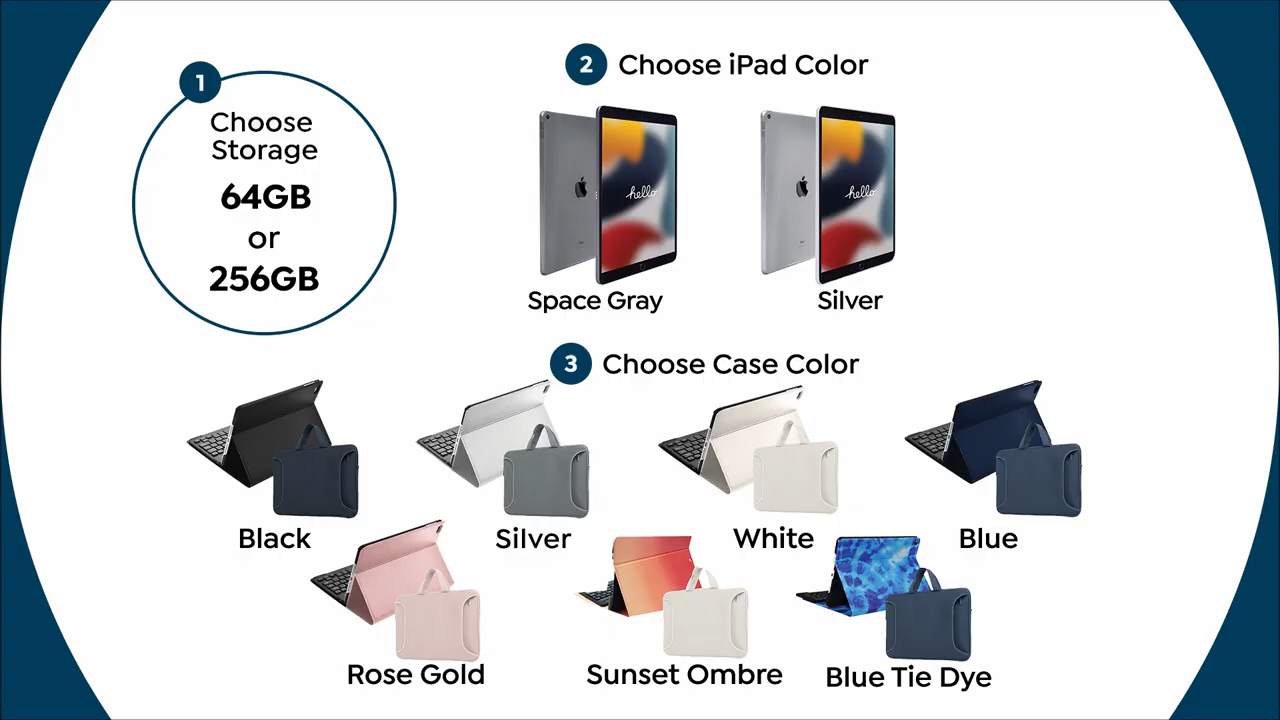 1
Choose
Storage
64GB
or
256GB
2 Choose iPad Color
hello
hello
Space Gray
Silver
3 Choose Case Color
Black
Silver
White
Blue
Rose Gold
Sunset Ombre
Blue Tie Dye